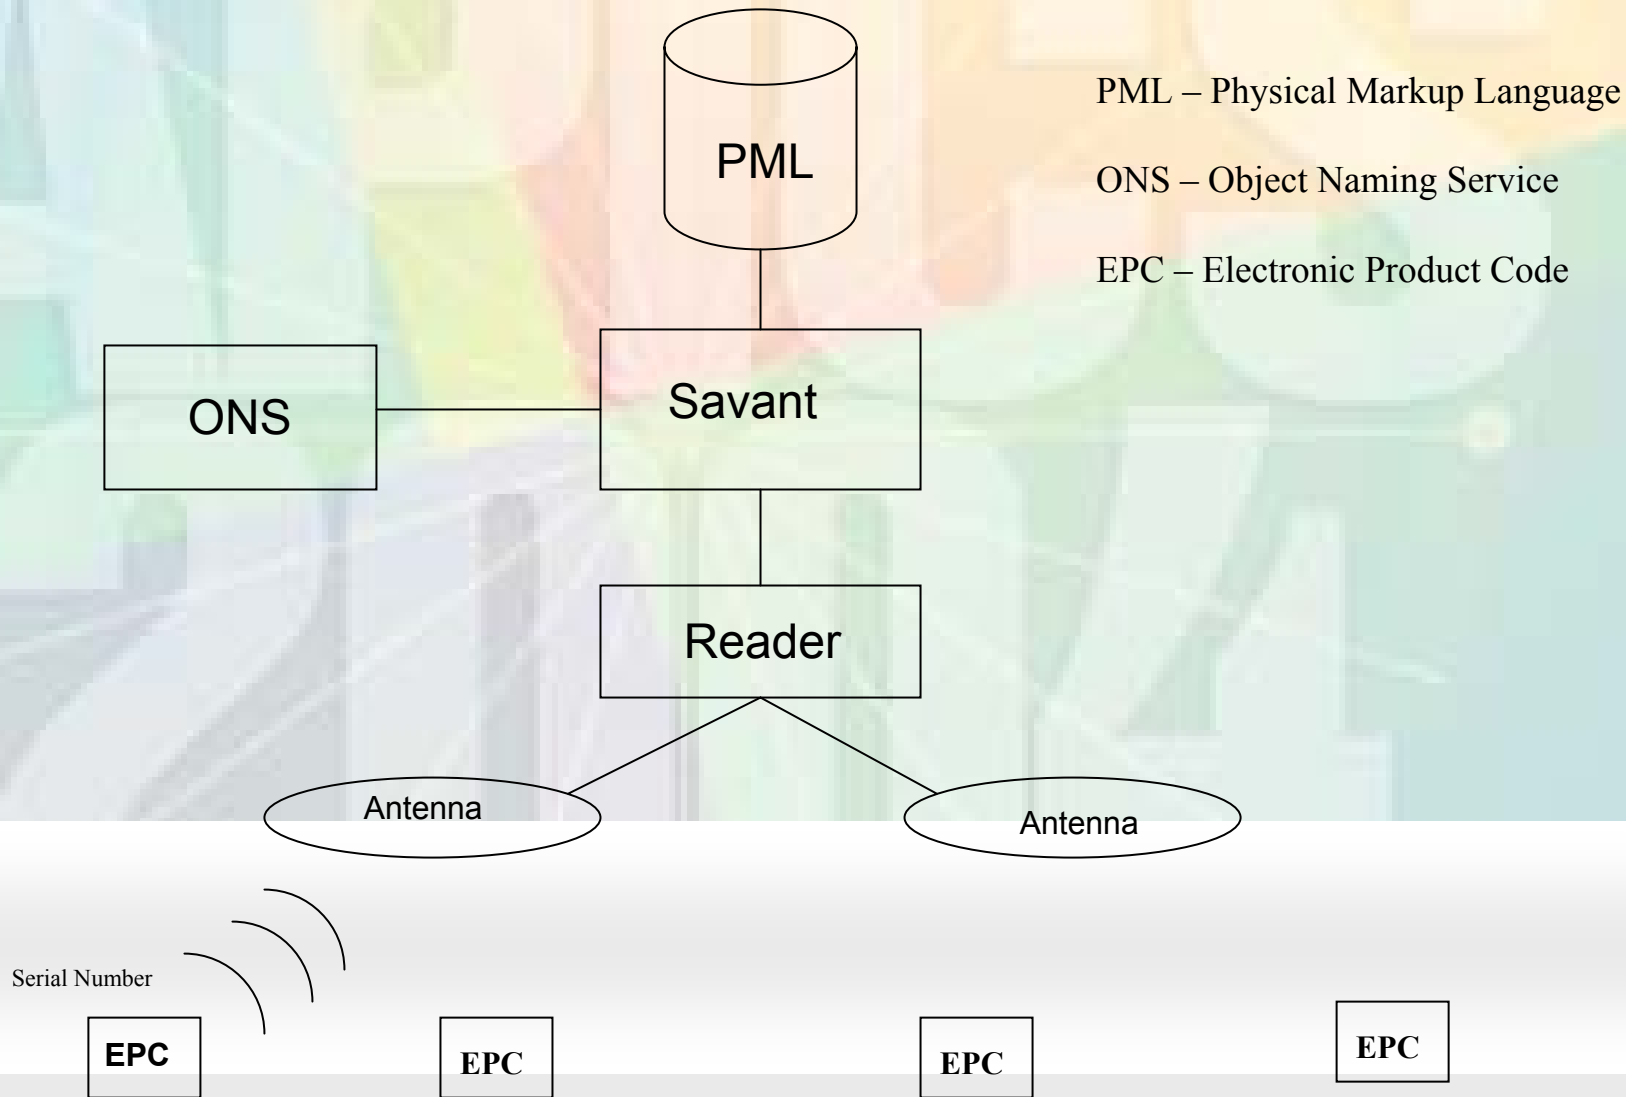 PML – Physical Markup Language
PML
ONS – Object Naming Service
EPC – Electronic Product Code
ONS
Savant
Reader
Antenna
Antenna
Serial Number
EPC
EPC
EPC
EPC